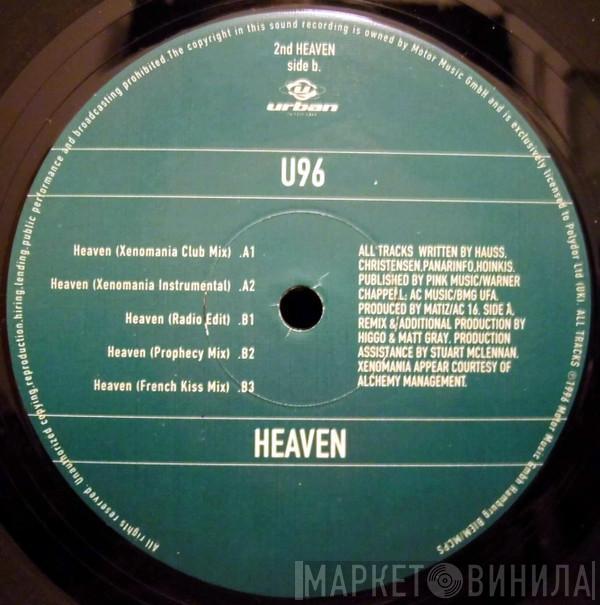 2nd HEAVEN
side b.
urban
U96
Heaven (Xenomania Club Mix) .A1
Heaven (Xenomania Instrumental) .A2
Heaven (Radio Edit) .B1
Heaven (Prophecy Mix) .B2
Heaven (French Kiss Mix) .B3
ALL TRACKS WRITTEN BY HAUSS,
CHRISTENSEN,PANARINFO,HOINKIS.
PUBLISHED BY PINK MUSIC/WARNER
CHAPPELL; AC MUSIC/BMG UFA.
PRODUCED BY MATIZ/AC 16. SIDE A,
REMIX & ADDITIONAL PRODUCTION BY
HIGGO & MATT GRAY. PRODUCTION
ASSISTANCE BY STUART MCLENNAN.
XENOMANIA APPEAR COURTESY OF
ALCHEMY MANAGEMENT.
HEAVEN
All rights reserved. Unauthorized copying,reproduction,hiring,lending,public performance and broadcasting prohibited.The copyright in this sound recording is owned by Motor Music GmbH and is exclusively licensed to Polydor Ltd (UK). ALL TRACKS ©1996 Motor Music GmbH Hamburg BIEM/MCPS
МАРКЕТ ВИНИЛА